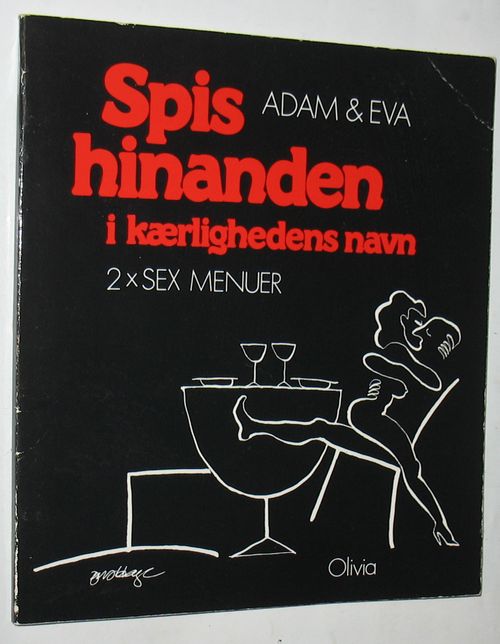 Spis
ADAM & EVA
hinanden
i kærlighedens navn
2 x SEX MENUER
Olivia